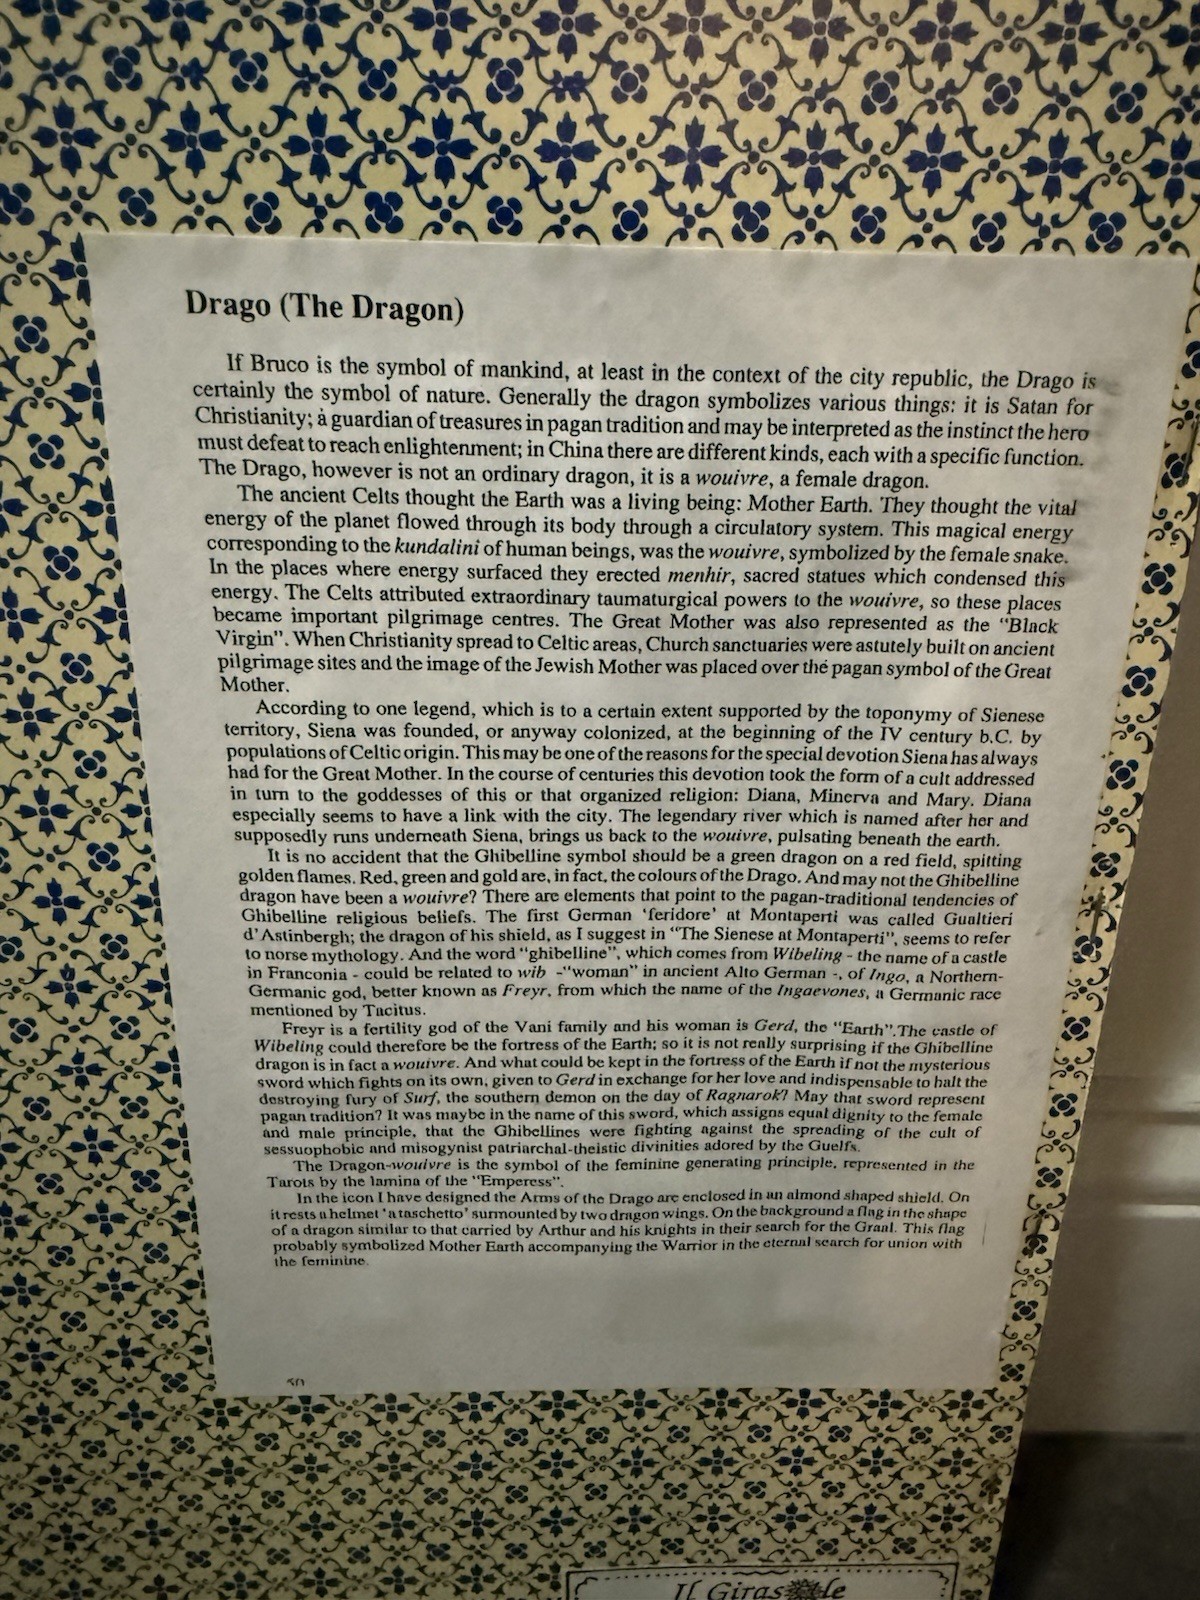 Drago (The Dragon)
If Bruco is the symbol of mankind, at least in the context of the city republic, the Drago is
certainly the symbol of nature. Generally the dragon symbolizes various things: it is Satan for
Christianity; a guardian of treasures in pagan tradition and may be interpreted as the instinct the hero
must defeat to reach enlightenment; in China there are different kinds, each with a specific function.
The Drago, however is not an ordinary dragon, it is a wouivre, a female dragon.
The ancient Celts thought the Earth was a living being: Mother Earth. They thought the vital
energy of the planet flowed through its body through a circulatory system. This magical energy
corresponding to the kundalini of human beings, was the wouivre, symbolized by the female snake.
In the places where energy surfaced they erected menhir, sacred statues which condensed this
energy. The Celts attributed extraordinary taumaturgical powers to the wouivre, so these places
became important pilgrimage centres. The Great Mother was also represented as the "Black
Virgin". When Christianity spread to Celtic areas, Church sanctuaries were astutely built on ancient
pilgrimage sites and the image of the Jewish Mother was placed over the pagan symbol of the Great
Mother.
According to one legend, which is to a certain extent supported by the toponymy of Sienese
territory, Siena was founded, or anyway colonized, at the beginning of the IV century b.C. by
populations of Celtic origin. This may be one of the reasons for the special devotion Siena has always
had for the Great Mother. In the course of centuries this devotion took the form of a cult addressed
in turn to the goddesses of this or that organized religion: Diana, Minerva and Mary. Diana
especially seems to have a link with the city. The legendary river which is named after her and
supposedly runs underneath Siena, brings us back to the wouivre, pulsating beneath the earth.
It is no accident that the Ghibelline symbol should be a green dragon on a red field, spitting
golden flames. Red, green and gold are, in fact, the colours of the Drago. And may not the Ghibelline
dragon have been a wouivre? There are elements that point to the pagan-traditional tendencies of
Ghibelline religious beliefs. The first German 'feridore' at Montaperti was called Gualtieri
d'Astinbergh; the dragon of his shield, as I suggest in "The Sienese at Montaperti", seems to refer
to norse mythology. And the word "ghibelline", which comes from Wibeling - the name of a castle
in Franconia - could be related to wib -"woman" in ancient Alto German -, of Ingo, a Northern-
Germanic god, better known as Freyr, from which the name of the Ingaevones, a Germanic race
mentioned by Tacitus.
Freyr is a fertility god of the Vani family and his woman is Gerd, the "Earth".The castle of
Wibeling could therefore be the fortress of the Earth; so it is not really surprising if the Ghibelline
dragon is in fact a wouivre. And what could be kept in the fortress of the Earth if not the mysterious
sword which fights on its own, given to Gerd in exchange for her love and indispensable to halt the
destroying fury of Surf, the southern demon on the day of Ragnarok? May that sword represent
pagan tradition? It was maybe in the name of this sword, which assigns equal dignity to the female
and male principle, that the Ghibellines were fighting against the spreading of the cult of
sessuophobic and misogynist patriarchal-theistic divinities adored by the Guelfs.
The Dragon-wouivre is the symbol of the feminine generating principle, represented in the
Tarots by the lamina of the "Emperess".
In the icon I have designed the Arms of the Drago are enclosed in an almond shaped shield. On
it rests a helmet 'a taschetto' surmounted by two dragon wings. On the background a flag in the shape
of a dragon similar to that carried by Arthur and his knights in their search for the Graal. This flag
probably symbolized Mother Earth accompanying the Warrior in the eternal search for union with
the feminine.
Il Girasole